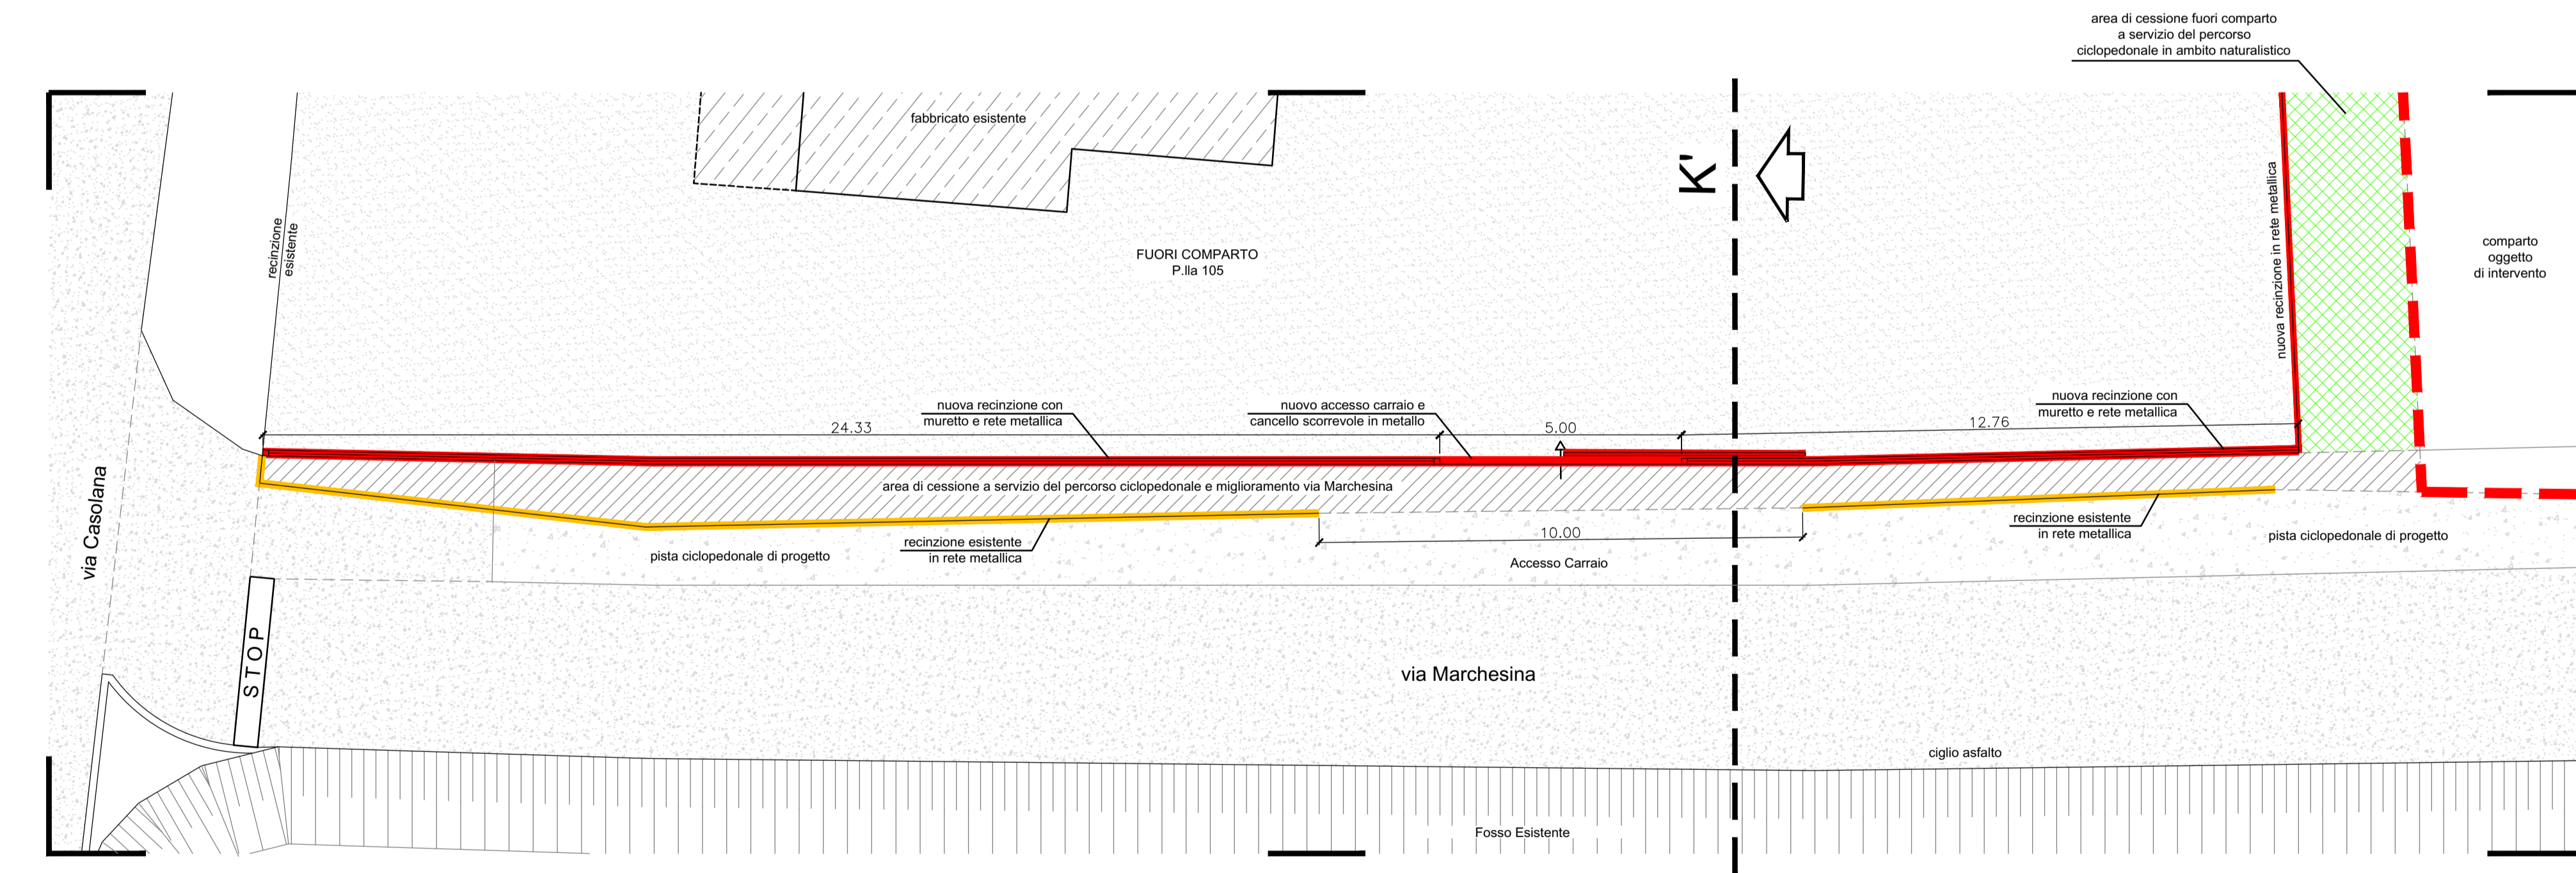 area di cessione fuori comparto
a servizio del percorso
ciclopedonale in ambito naturalistico
fabbricato esistente
K'
recinzione
esistente
FUORI COMPARTO
P.lla 105
nuova recinzione in rete metallica
comparto
oggetto
di intervento
nuova recinzione con
muretto e rete metallica
nuovo accesso carraio e
cancello scorrevole in metallo
nuova recinzione con
muretto e rete metallica
24.33
5.00
12.76
area di cessione a servizio del percorso ciclopedonale e miglioramento via Marchesina
via Casolana
recinzione esistente
in rete metallica
pista ciclopedonale di progetto
10.00
Accesso Carraio
recinzione esistente
in rete metallica
pista ciclopedonale di progetto
STOP
via Marchesina
ciglio asfalto
Fosso Esistente